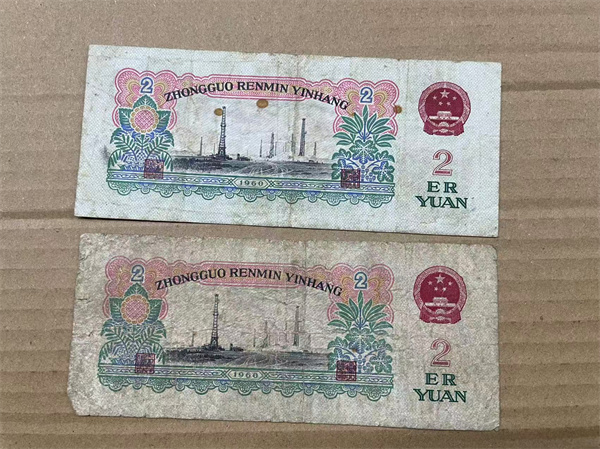 2 ZHONGGUO RENMIN YINHANG 2
2
ER
YUAN
1960
2 ZHONGGUO RENMIN YINHANG 2
2
ER
YUAN
1960